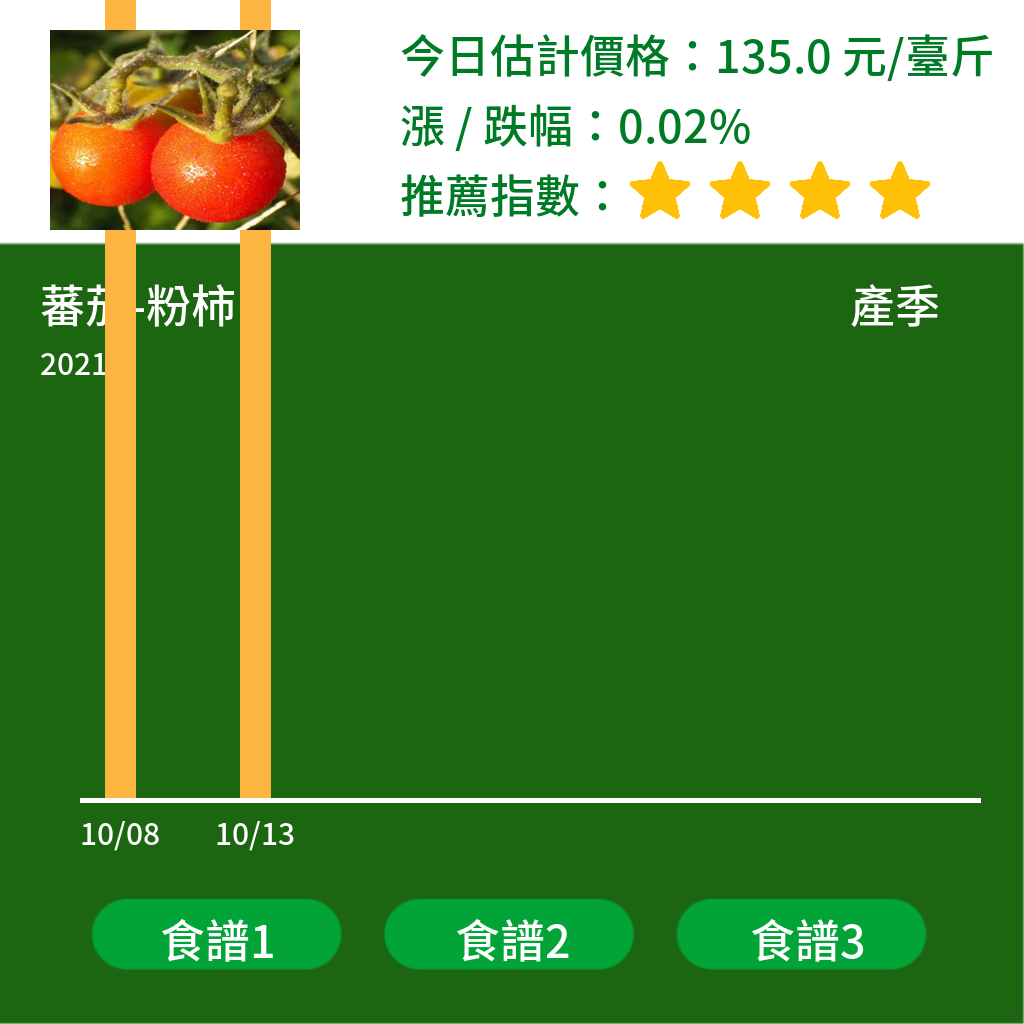 今日估計價格：135.0 元/臺斤
漲 / 跌幅：0.02%
推薦指數：
蕃茄-粉柿
產季
2021
10/08
10/13
食譜1
食譜2
食譜3